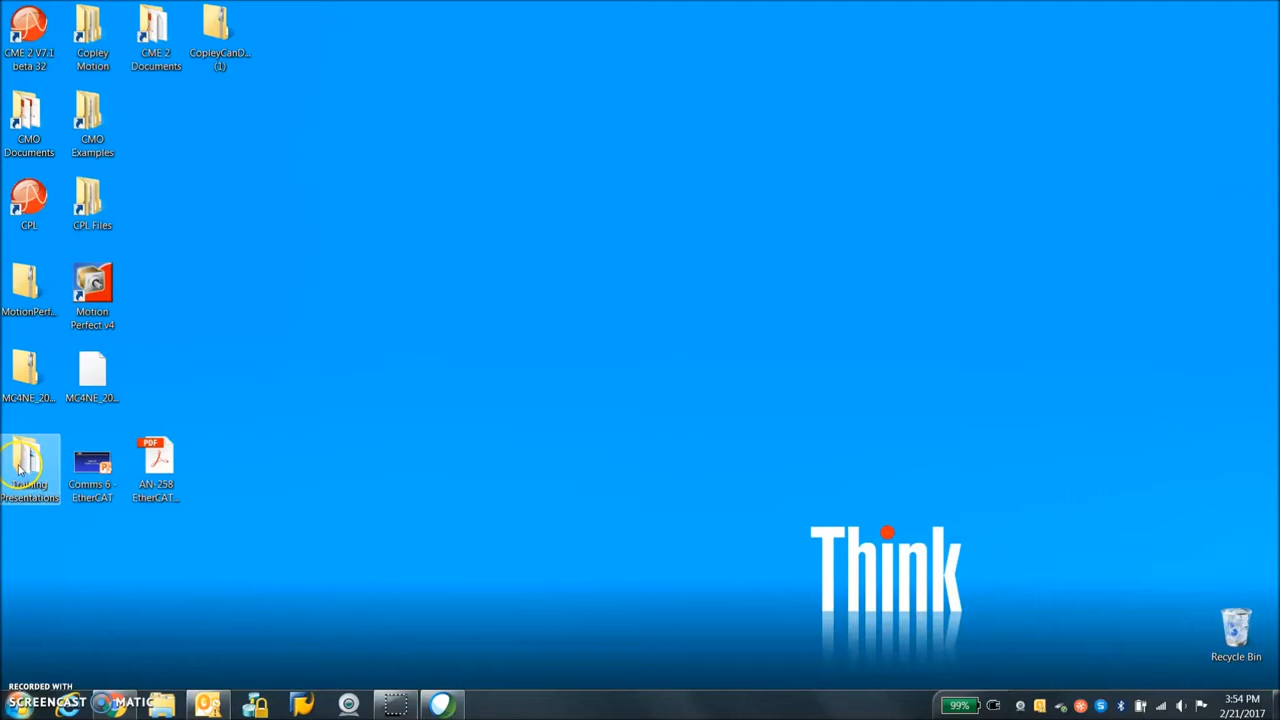 CME 2 V7.1
beta 32
Copley
Motion
CME 2
Documents
CopleyCanD...
(1)
CMO
Documents
CMO
Examples
CPL
CPL Files
MotionPerf...
Motion
Perfect v4
MC4NE_20...
MC4NE_20...
Training
Presentations
Comms 6 -
EtherCAT
PDF
AN-258
EtherCAT...
Think
Recycle Bin
RECORDED WITH
SCREENCAST MATIC
99%
3:54 PM
2/21/2017